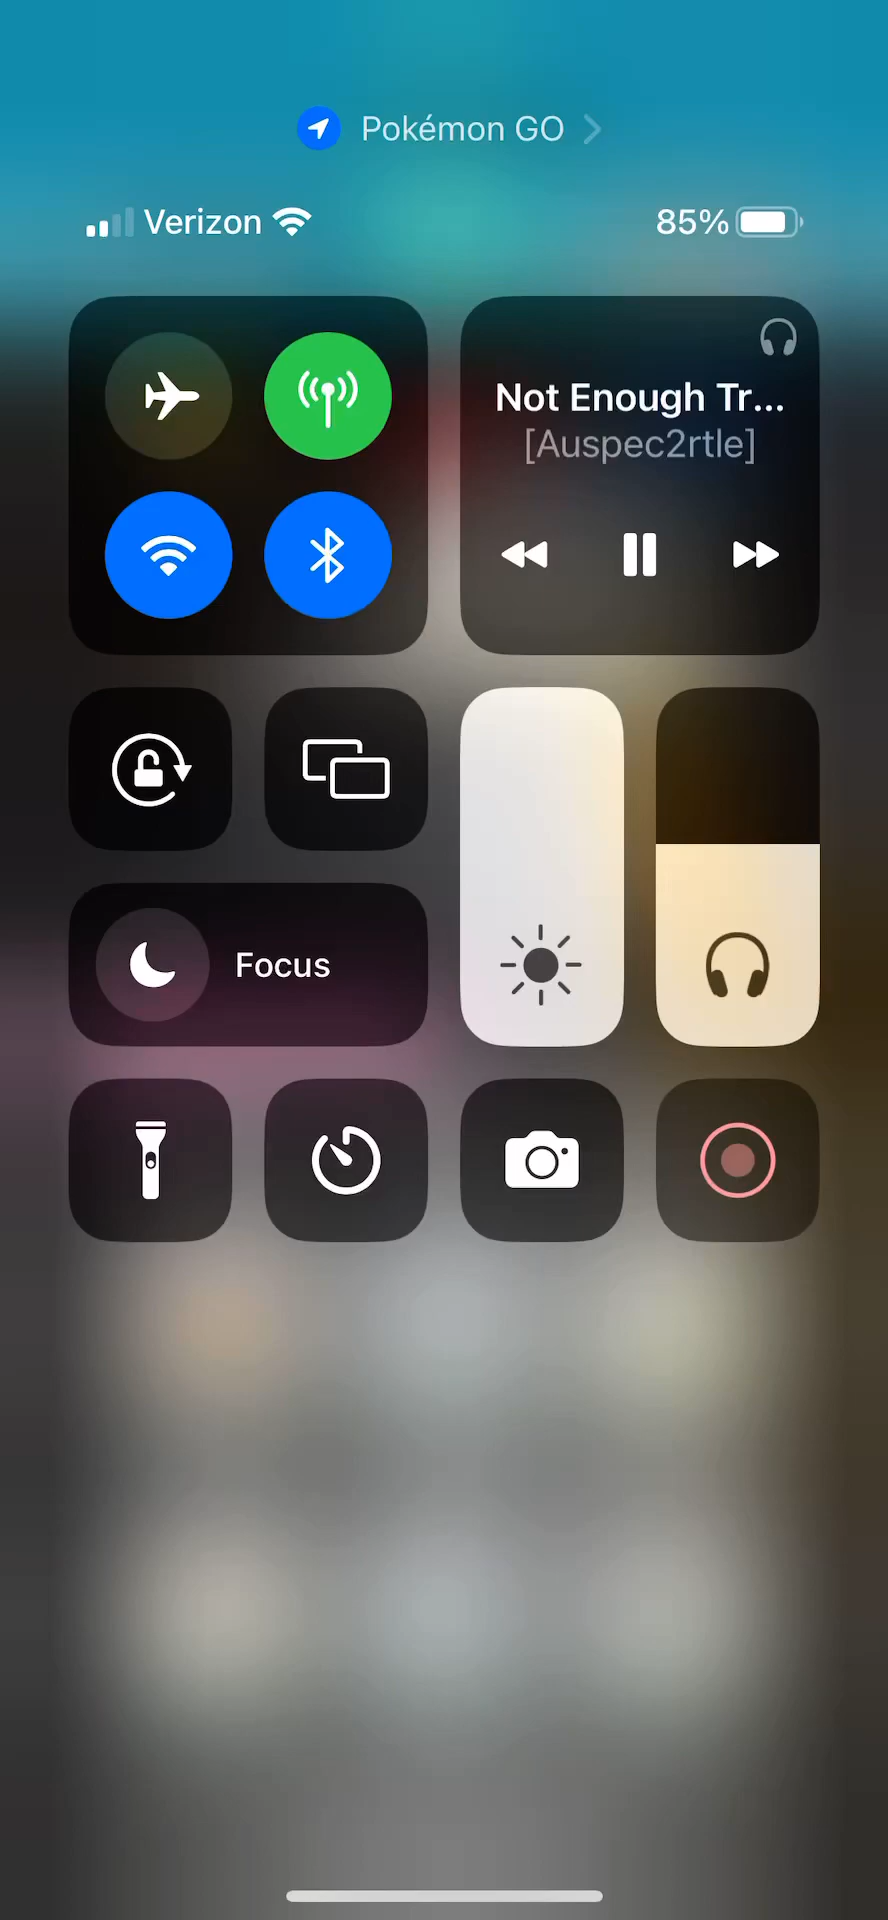 Pokémon GO
Verizon
85%
Not Enough Tr...
[Auspec2rtle]
Focus